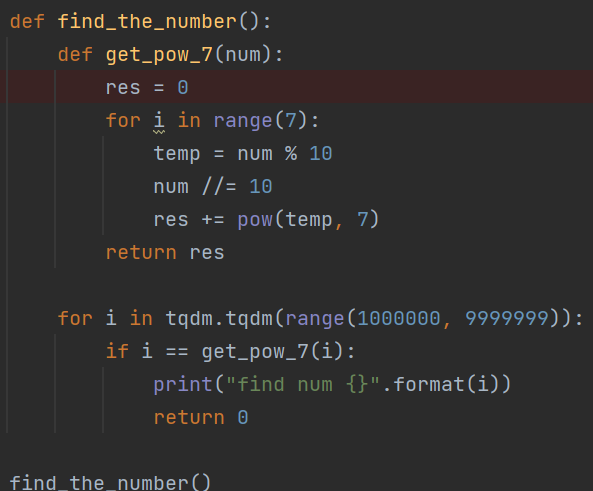 def find_the_number():
    def get_pow_7(num):
        res = 0
        for i in range(7):
            temp = num % 10
            num //= 10
            res += pow(temp, 7)
        return res

    for i in tqdm.tqdm(range(1000000, 9999999)):
        if i == get_pow_7(i):
            print("find num {}".format(i))
            return 0

find_the_number()